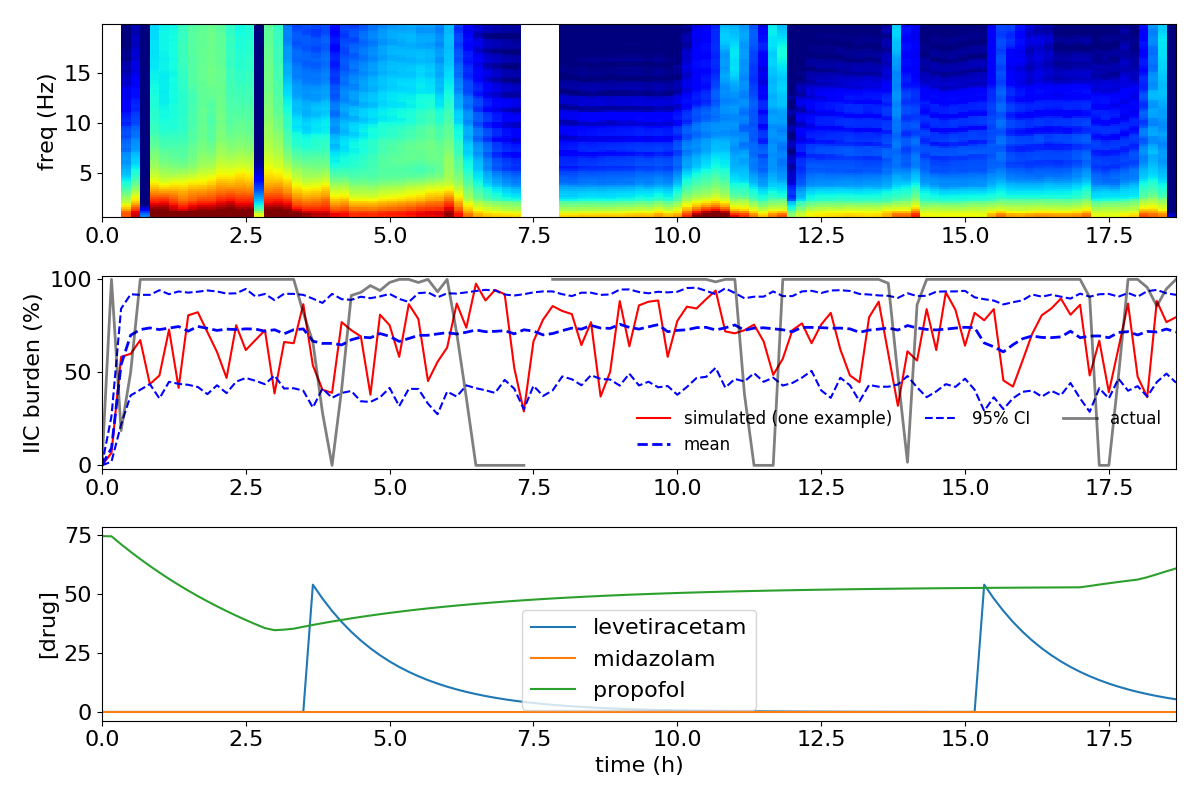 freq (Hz)
15
10
5
0.0 2.5 5.0 7.5 10.0 12.5 15.0 17.5
IIC burden (%)
100
50
0
simulated (one example) 95% CI actual
mean
0.0 2.5 5.0 7.5 10.0 12.5 15.0 17.5
[drug]
75
50
25
0
levetiracetam
midazolam
propofol
0.0 2.5 5.0 7.5 10.0 12.5 15.0 17.5
time (h)